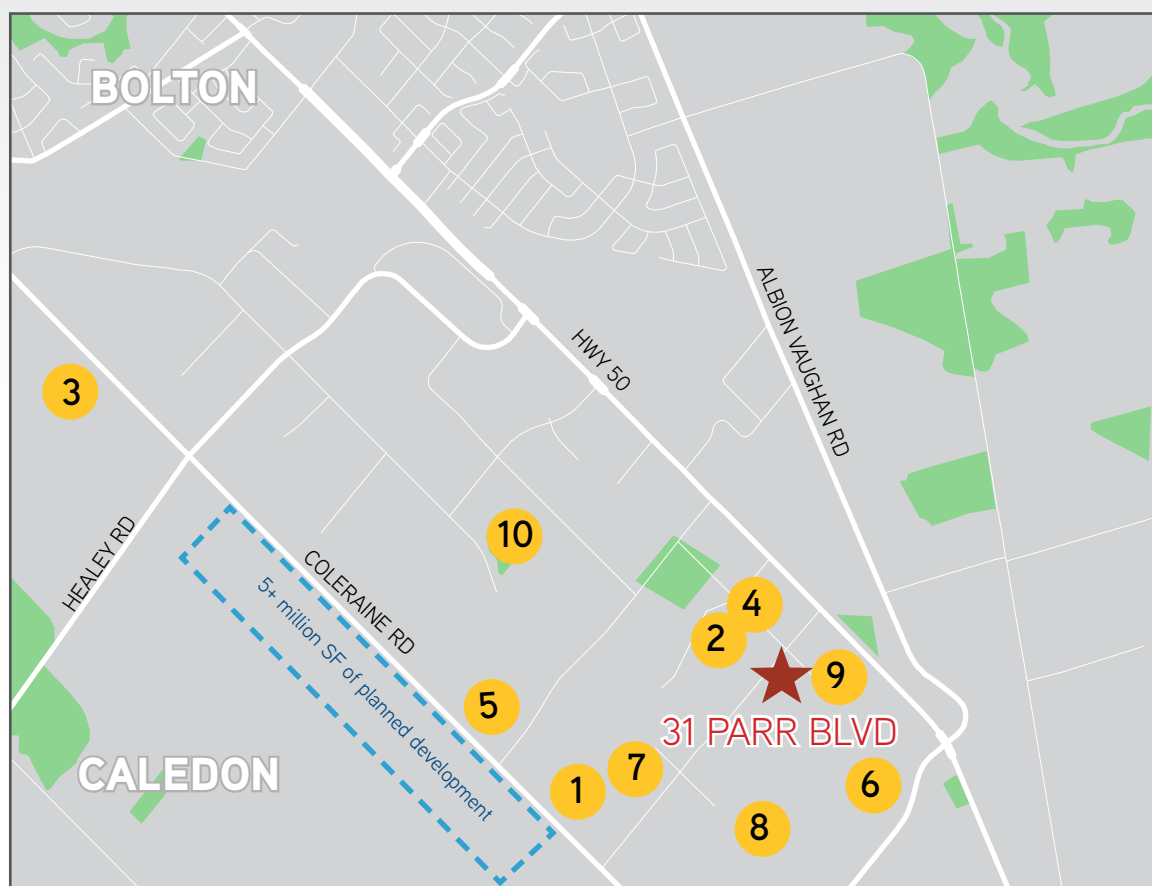 BOLTON
ALBION VAUGHAN RD
HWY 50
3
10
HEALEY RD
COLERAINE RD
5+ million SF of planned development
4
2
9
5
31 PARR BLVD
CALEDON
7
1
6
8